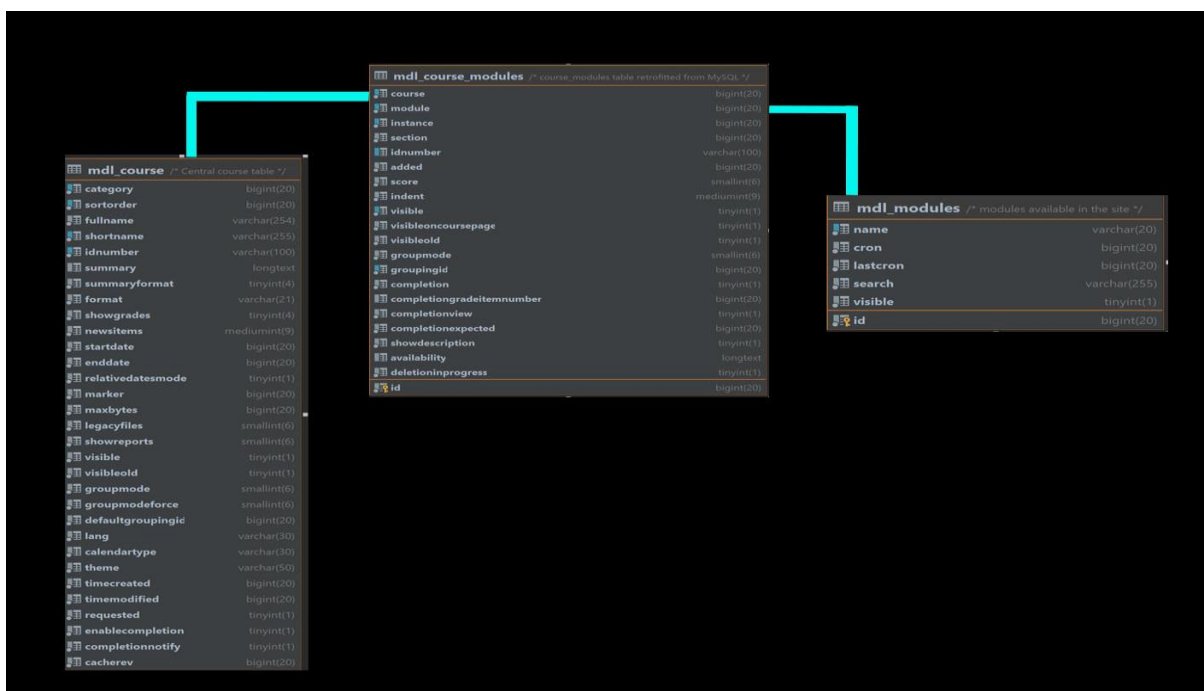 mdl_course_modules /* course_modules table retrofitted from MySQL */
course bigint(20)
module bigint(20)
instance bigint(20)
section bigint(20)
idnumber varchar(100)
added bigint(20)
score smallint(6)
indent mediumint(9)
visible tinyint(1)
visibleoncoursepage tinyint(1)
visibleold tinyint(1)
groupmode smallint(6)
groupingid bigint(20)
completion tinyint(1)
completiongradeitemnumber bigint(20)
completionview tinyint(1)
completionexpected bigint(20)
showdescription tinyint(1)
availability longtext
deletioninprogress tinyint(1)
id bigint(20)
mdl_course /* Central course table */
category bigint(20)
sortorder bigint(20)
fullname varchar(254)
shortname varchar(255)
idnumber varchar(100)
summary longtext
summaryformat tinyint(4)
format varchar(21)
showgrades tinyint(4)
newsitems mediumint(9)
startdate bigint(20)
enddate bigint(20)
relativedatesmode tinyint(1)
marker bigint(20)
maxbytes bigint(20)
legacyfiles smallint(6)
showreports smallint(6)
visible tinyint(1)
visibleold tinyint(1)
groupmode smallint(6)
groupmodeforce smallint(6)
defaultgroupingid bigint(20)
lang varchar(30)
calendartype varchar(30)
theme varchar(50)
timecreated bigint(20)
timemodified bigint(20)
requested tinyint(1)
enablecompletion tinyint(1)
completionnotify tinyint(1)
cacherev bigint(20)
mdl_modules /* modules available in the site */
name varchar(20)
cron bigint(20)
lastcron bigint(20)
search varchar(255)
visible tinyint(1)
id bigint(20)